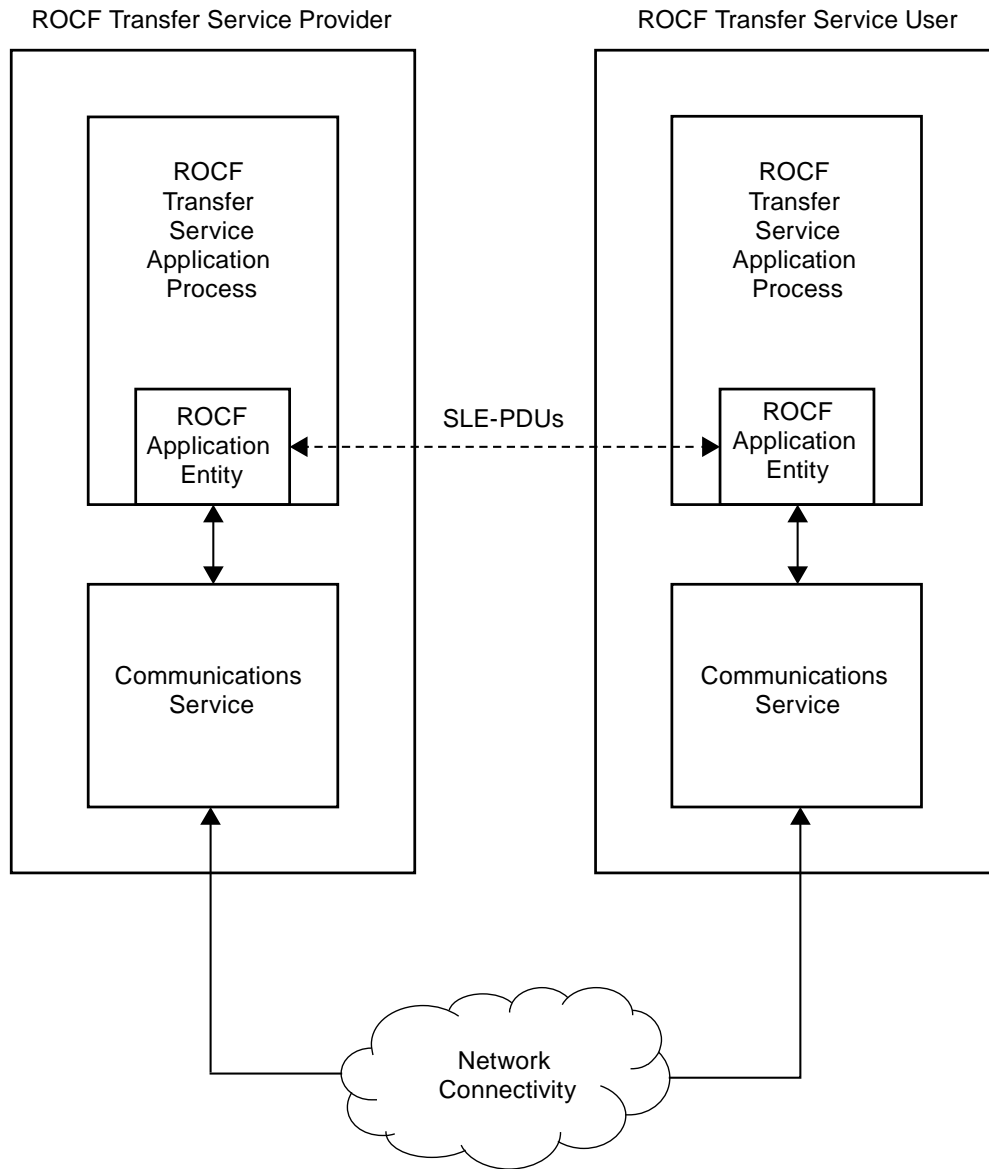 ROCF Transfer Service Provider
ROCF Transfer Service User
ROCF
Transfer
Service
Application
Process
ROCF
Transfer
Service
Application
Process
ROCF
Application
Entity
SLE-PDUs
ROCF
Application
Entity
Communications
Service
Communications
Service
Network
Connectivity